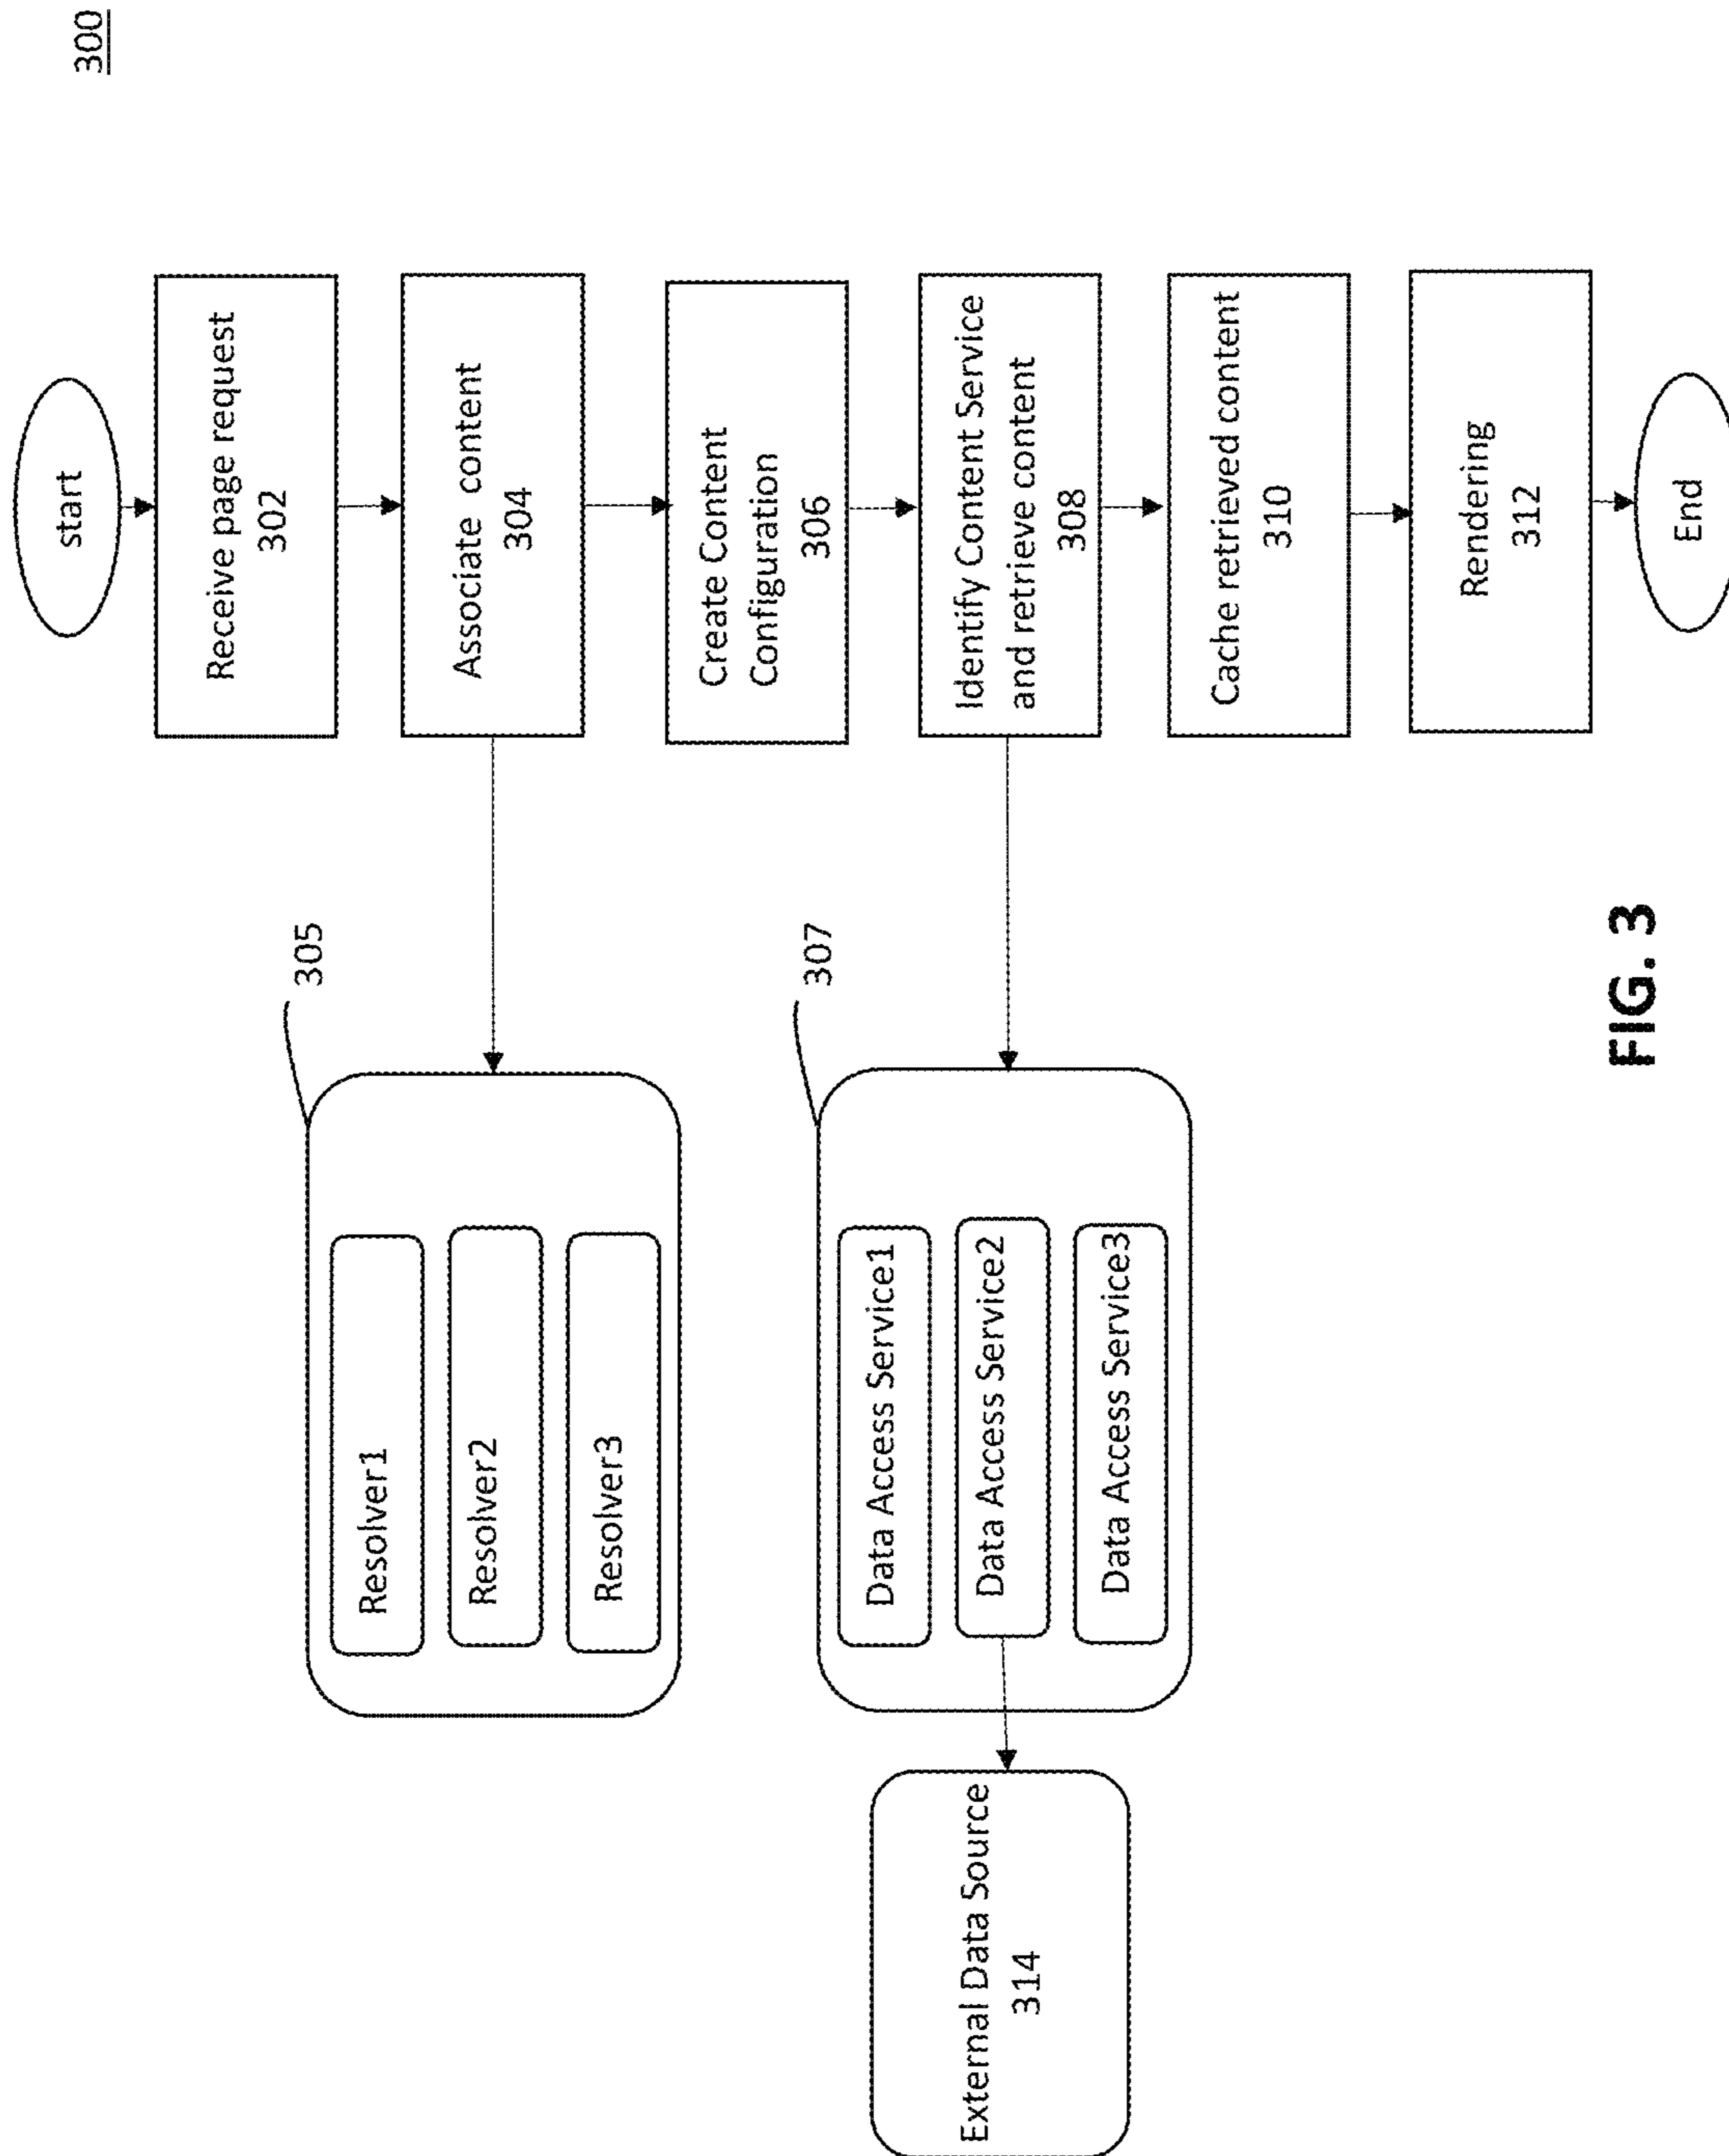 300
start
Receive page request
302
Associate content
304
Create Content
Configuration
306
Identify Content Service
and retrieve content
308
Cache retrieved content
310
Rendering
312
End
305
Resolver1
Resolver2
Resolver3
307
Data Access Service1
Data Access Service2
Data Access Service3
External Data Source
314
FIG. 3